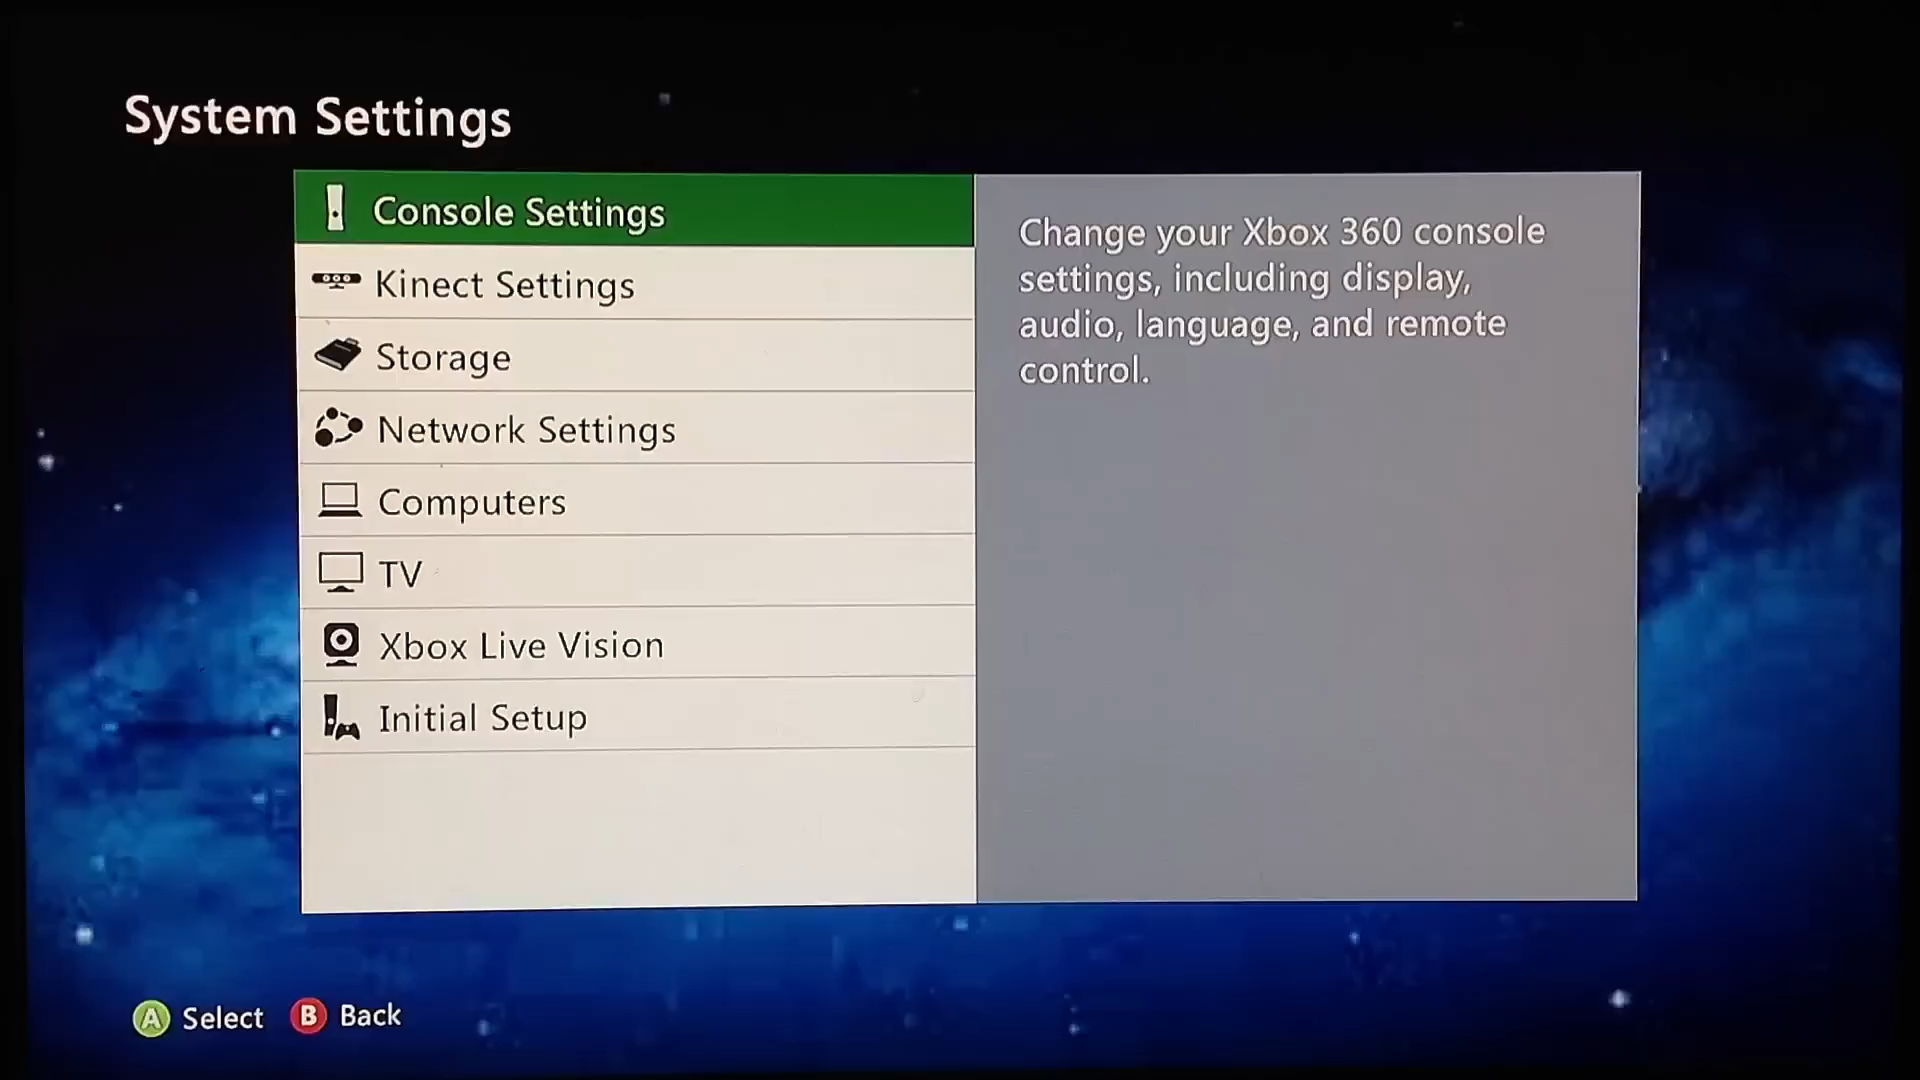 System Settings
Console Settings
Kinect Settings
Storage
Network Settings
Computers
TV
Xbox Live Vision
Initial Setup
Change your Xbox 360 console
settings, including display,
audio, language, and remote
control.
A Select B Back